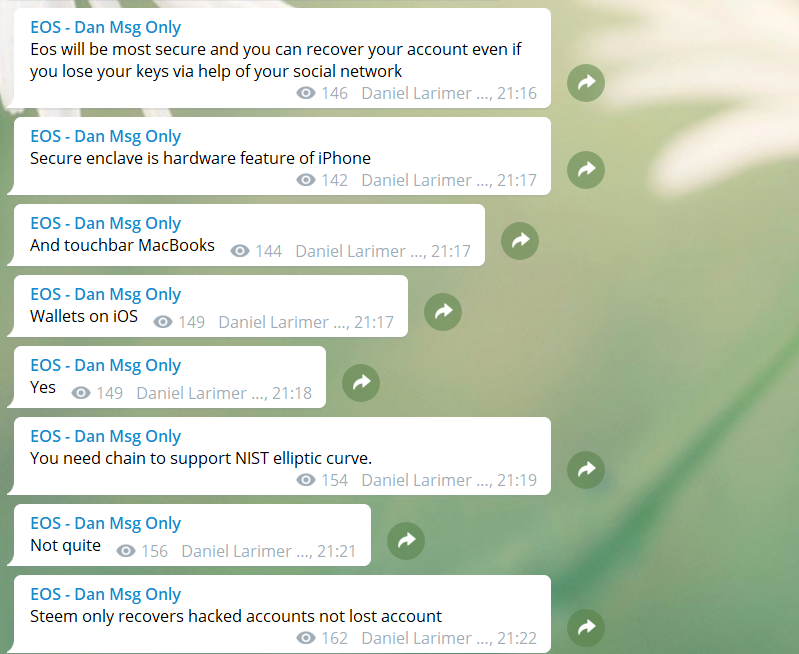 EOS - Dan Msg Only
Eos will be most secure and you can recover your account even if
you lose your keys via help of your social network
146 Daniel Larimer ..., 21:16
EOS - Dan Msg Only
Secure enclave is hardware feature of iPhone
142 Daniel Larimer ..., 21:17
EOS - Dan Msg Only
And touchbar MacBooks 144 Daniel Larimer ..., 21:17
EOS - Dan Msg Only
Wallets on iOS 149 Daniel Larimer ..., 21:17
EOS - Dan Msg Only
Yes 149 Daniel Larimer ..., 21:18
EOS - Dan Msg Only
You need chain to support NIST elliptic curve.
154 Daniel Larimer ..., 21:19
EOS - Dan Msg Only
Not quite 156 Daniel Larimer ..., 21:21
EOS - Dan Msg Only
Steem only recovers hacked accounts not lost account
162 Daniel Larimer ..., 21:22